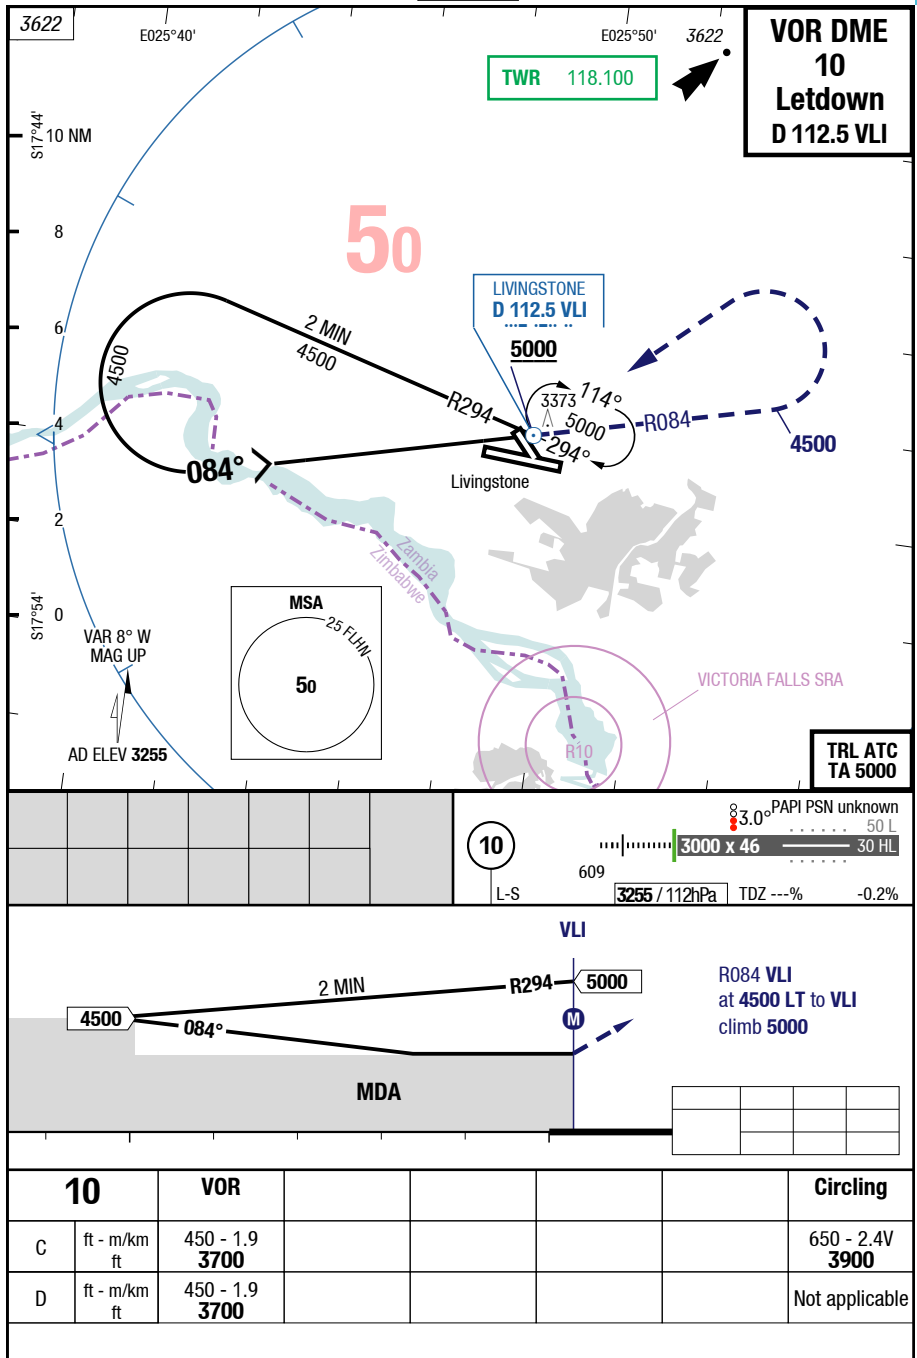 3622
E025°40'
E025°50'
3622
VOR DME
10
Letdown
D 112.5 VLI
TWR 118.100
S17°44'
10 NM
8
6
4
2
0
S17°54'
50
LIVINGSTONE
D 112.5 VLI
5000
2 MIN
4500
4500
R294
3373
114°
5000
294°
R084
4500
084°
Livingstone
Zambia
Zimbabwe
MSA
25 FLHN
50
VAR 8° W
MAG UP
AD ELEV 3255
VICTORIA FALLS SRA
R10
TRL ATC
TA 5000
10
L-S
609
3.0°
PAPI PSN unknown
50 L
3000 x 46
30 HL
3255 / 112hPa
TDZ ---%
-0.2%
VLI
2 MIN
R294
5000
4500
084°
M
MDA
R084 VLI
at 4500 LT to VLI
climb 5000
10 VOR Circling
C ft - m/km 450 - 1.9 650 - 2.4V
ft 3700 3900
D ft - m/km 450 - 1.9 Not applicable
ft 3700